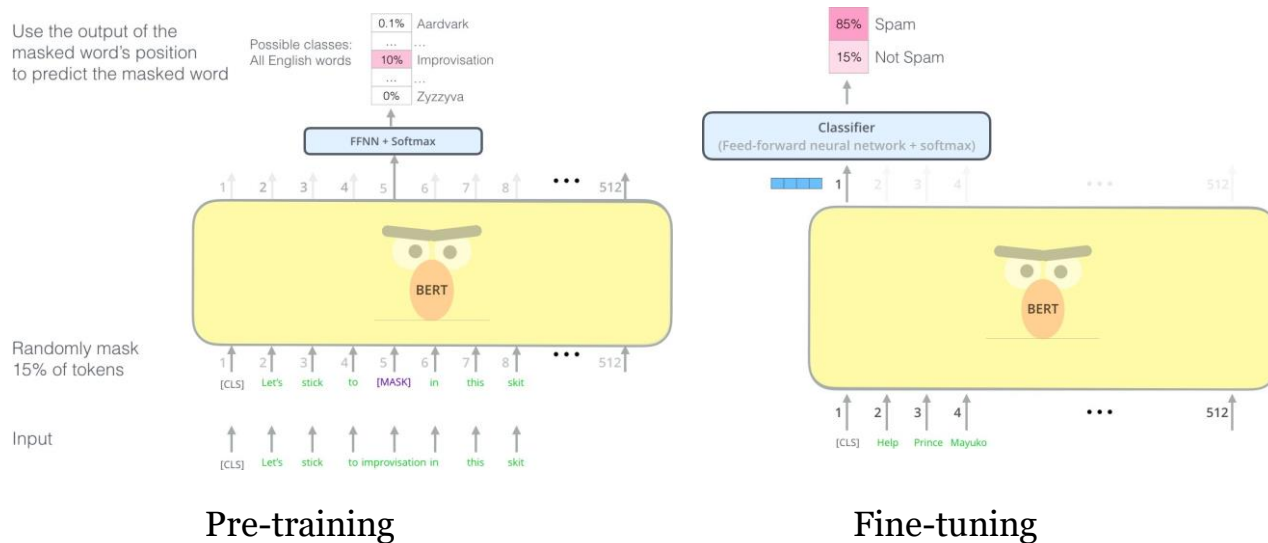 Use the output of the
masked word's position
to predict the masked word
Possible classes:
All English words
0.1% Aardvark
... ...
10% Improvisation
... ...
0% Zyzzyva
FFNN + Softmax
1 2 3 4 5 6 7 8 ••• 512
BERT
Randomly mask
15% of tokens
1 2 3 4 5 6 7 8 ••• 512
[CLS] Let's stick to [MASK] in this skit
Input
[CLS] Let's stick to improvisation in this skit
Pre-training
85% Spam
15% Not Spam
Classifier
(Feed-forward neural network + softmax)
1 2 3 4 ••• 512
BERT
1 2 3 4 ••• 512
[CLS] Help Prince Mayuko
Fine-tuning